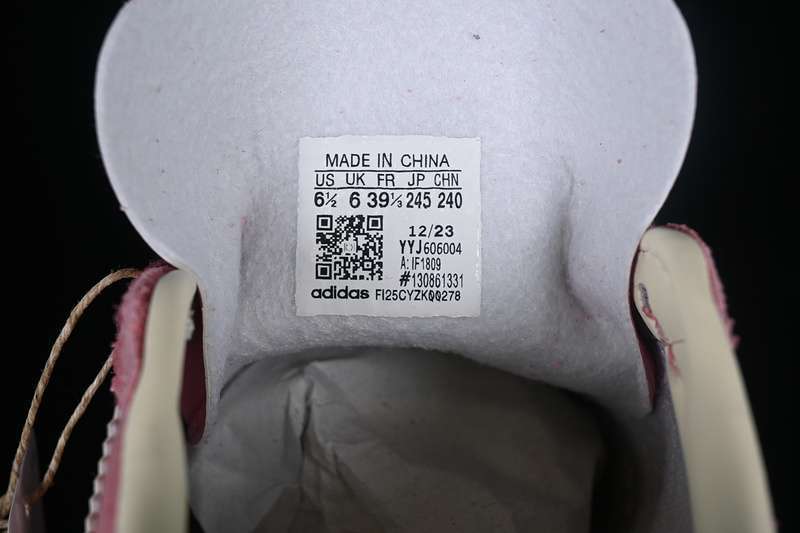 MADE IN CHINA
US UK FR JP CHN
6½ 6 39⅓ 245 240
12/23
YYJ606004
A: IF1809
#130861331
adidas FI25CYZK00278